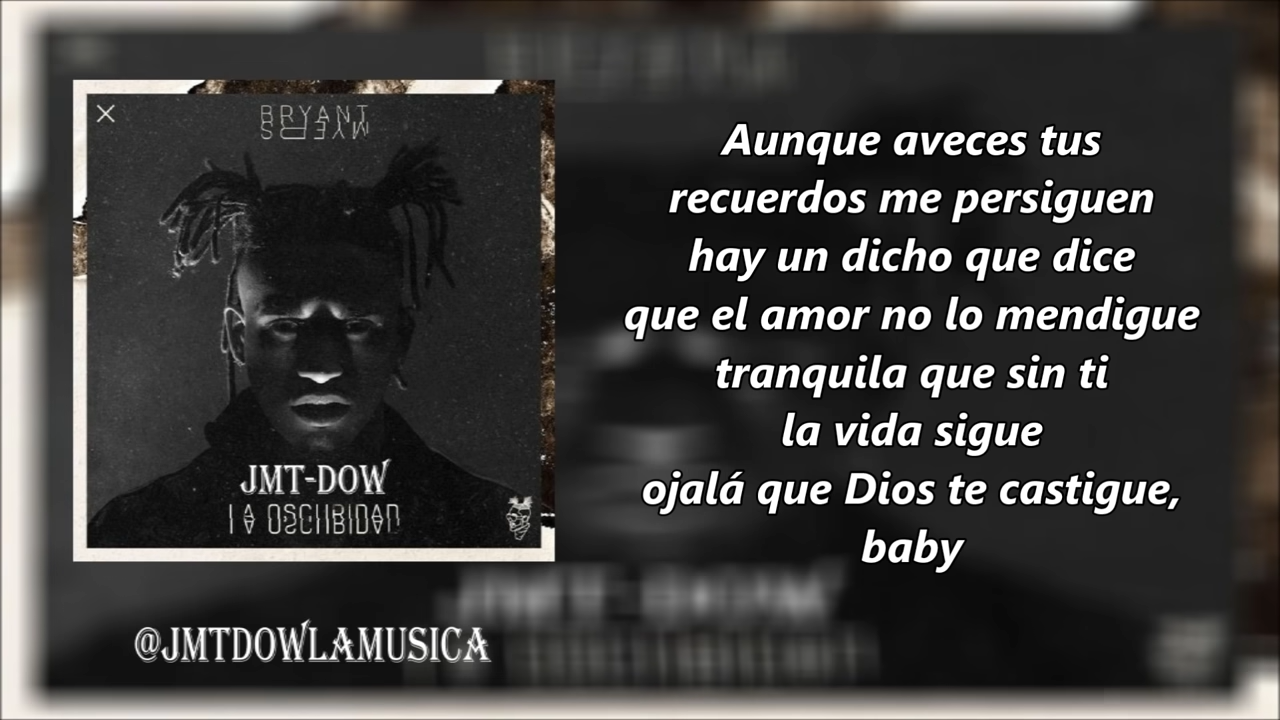 BRYANT
MYERS
JMT-DOW
LA OSCURIDAD
@JMTDOWLAMUSICA
Aunque aveces tus
recuerdos me persiguen
hay un dicho que dice
que el amor no lo mendigue
tranquila que sin ti
la vida sigue
ojalá que Dios te castigue,
baby